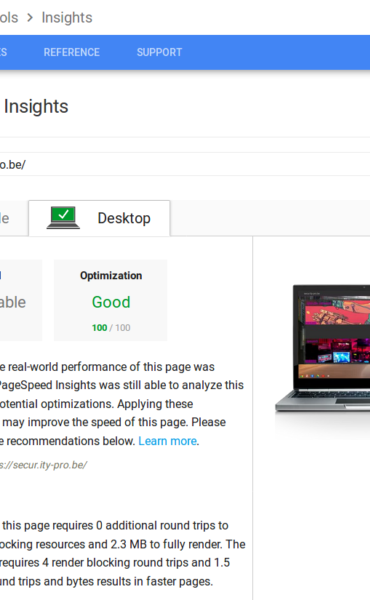 ols > Insights
ES REFERENCE SUPPORT
Insights
o.be/
le Desktop
Optimization
able Good
100 / 100
e real-world performance of this page was
PageSpeed Insights was still able to analyze this
otential optimizations. Applying these
may improve the speed of this page. Please
e recommendations below. Learn more.
s://secur.ity-pro.be/
this page requires 0 additional round trips to
ocking resources and 2.3 MB to fully render. The
requires 4 render blocking round trips and 1.5
und trips and bytes results in faster pages.